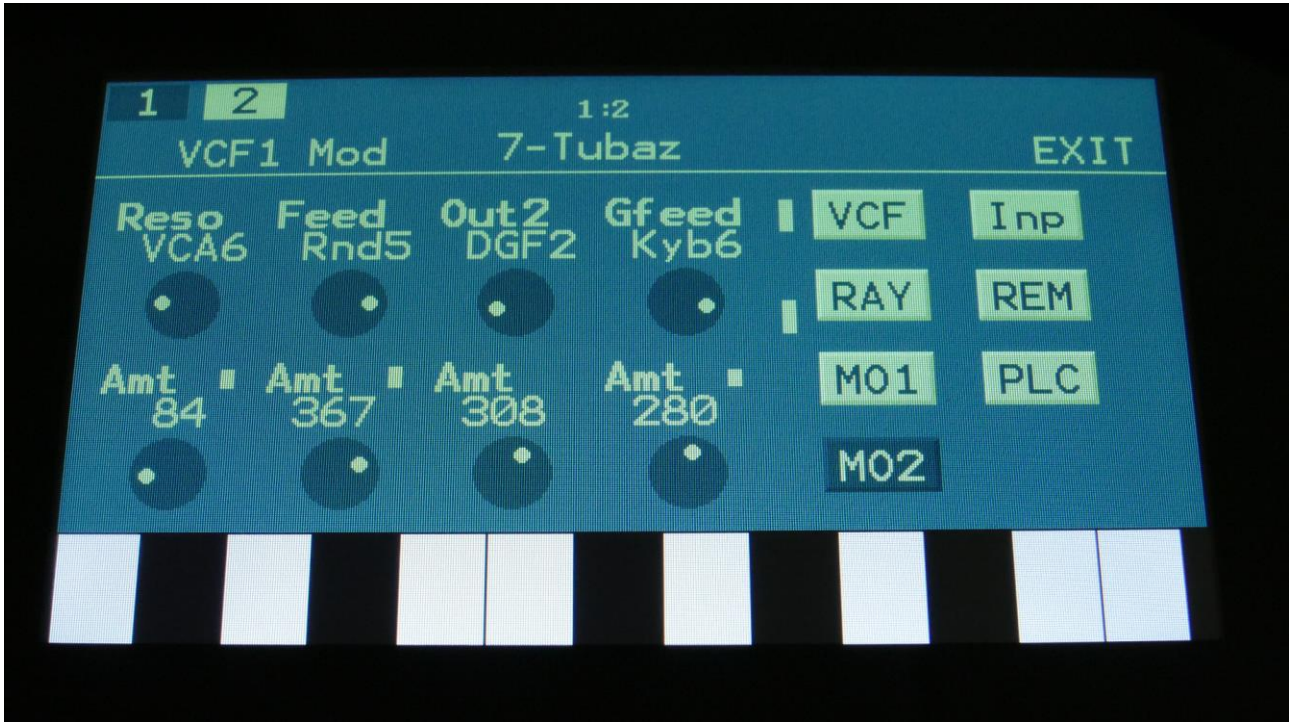 1 2 1:2
VCF1 Mod 7-Tubaz EXIT
Reso Feed Out2 Gfeed VCF Inp
VCA6 Rnd5 DGF2 Kyb6
RAY REM
Amt Amt Amt Amt MO1 PLC
84 367 308 280
MO2